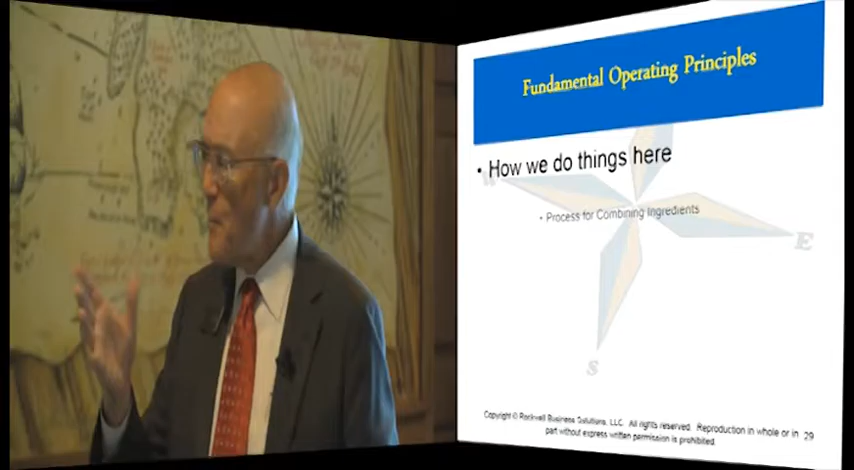 Fundamental Operating Principles
• How we do things here
• Process for Combining Ingredients
E
S
Copyright © Rockwell Business Solutions, LLC. All rights reserved. Reproduction in whole or in
part without express written permission is prohibited.
29